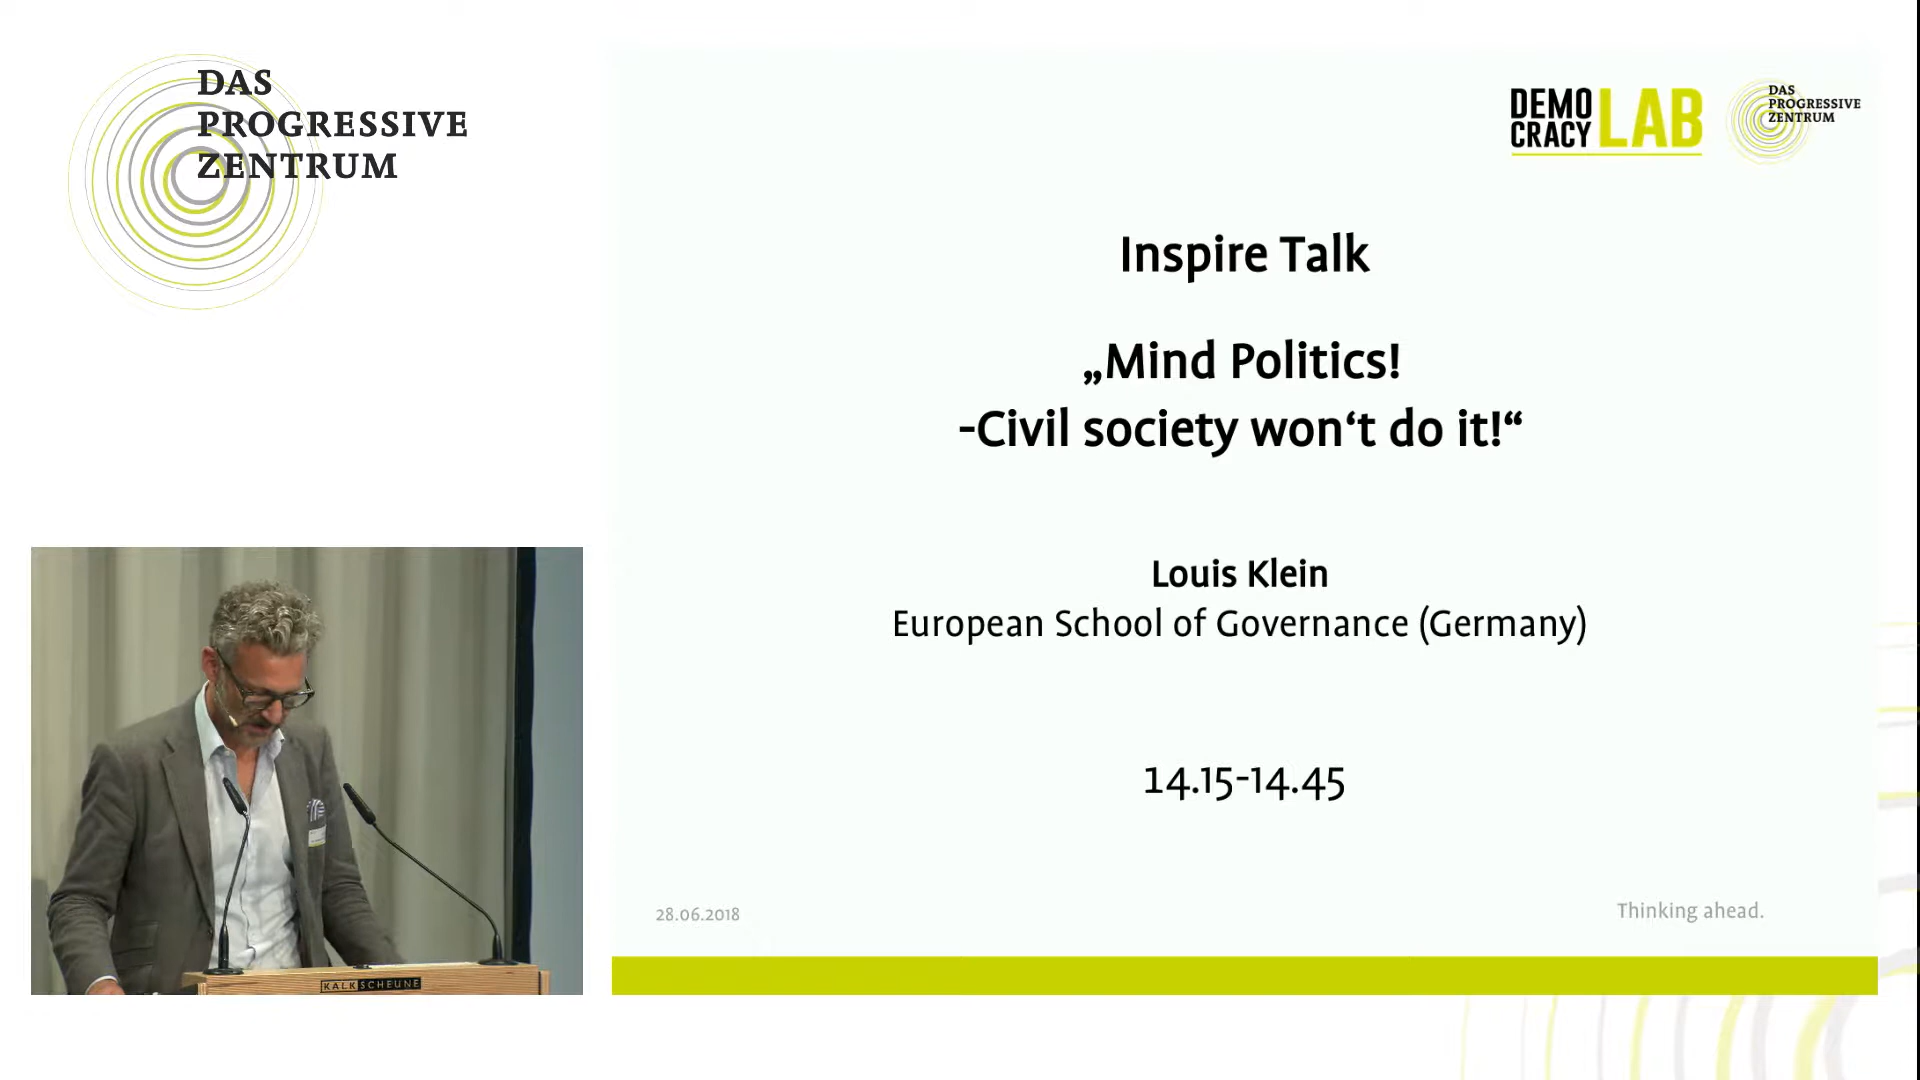 DAS
PROGRESSIVE
ZENTRUM
DEMO
CRACY LAB
DAS
PROGRESSIVE
ZENTRUM
Inspire Talk
„Mind Politics!
-Civil society won‘t do it!“
Louis Klein
European School of Governance (Germany)
14.15-14.45
28.06.2018
Thinking ahead.
KALKSCHEUNE